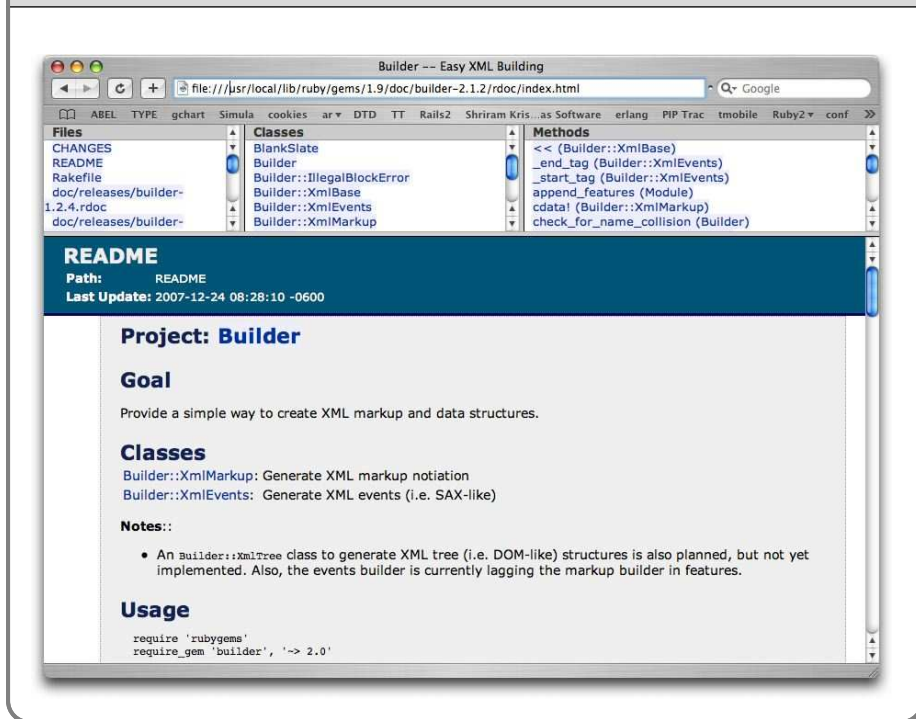 Builder -- Easy XML Building
file:///usr/local/lib/ruby/gems/1.9/doc/builder-2.1.2/rdoc/index.html
Google
ABEL TYPE gchart Simula cookies ar DTD TT Rails2 Shriram Kris...as Software erlang PIP Trac tmobile Ruby2 conf »
Files
CHANGES
README
Rakefile
doc/releases/builder-
1.2.4.rdoc
doc/releases/builder-
Classes
BlankSlate
Builder
Builder::IllegalBlockError
Builder::XmlBase
Builder::XmlEvents
Builder::XmlMarkup
Methods
<< (Builder::XmlBase)
_end_tag (Builder::XmlEvents)
_start_tag (Builder::XmlEvents)
append_features (Module)
cdata! (Builder::XmlMarkup)
check_for_name_collision (Builder)
README
Path: README
Last Update: 2007-12-24 08:28:10 -0600
Project: Builder
Goal
Provide a simple way to create XML markup and data structures.
Classes
Builder::XmlMarkup: Generate XML markup notiation
Builder::XmlEvents: Generate XML events (i.e. SAX-like)
Notes::
• An Builder::XmlTree class to generate XML tree (i.e. DOM-like) structures is also planned, but not yet
implemented. Also, the events builder is currently lagging the markup builder in features.
Usage
require 'rubygems'
require_gem 'builder', '~> 2.0'